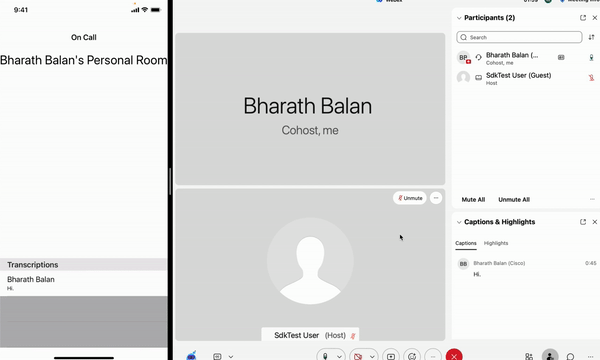 9:41
On Call
Bharath Balan's Personal Room
Transcriptions
Bharath Balan
Hi.
Bharath Balan
Cohost, me
Unmute
SdkTest User (Host)
Participants (2)
Search
BP
Bharath Balan (...
Cohost, me
SdkTest User (Guest)
Host
Mute All
Unmute All
Captions & Highlights
Captions
Highlights
BB
Bharath Balan (Cisco)
0:45
Hi.